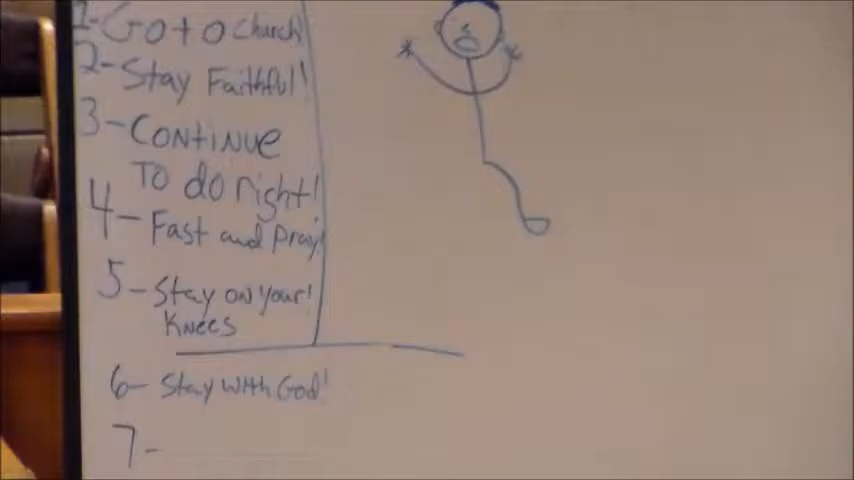 1-Go to church
2-Stay Faithful!
3-CONtiNUE
To do right!
4-Fast and Pray!
5-Stay on your!
KNees
6-Stay with God!
7-